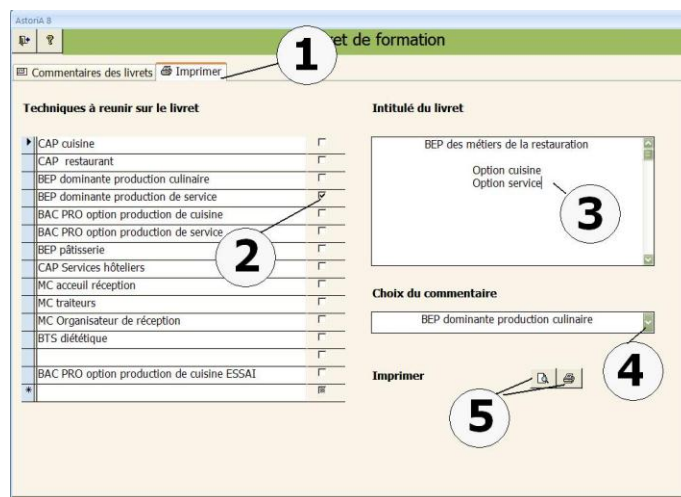 AstoriA 8
?
et de formation
1
Commentaires des livrets
Imprimer
Techniques à reunir sur le livret
Intitulé du livret
CAP cuisine
CAP restaurant
BEP dominante production culinaire
BEP dominante production de service
BAC PRO option production de cuisine
BAC PRO option production de service
BEP pâtisserie
CAP Services hôteliers
MC acceuil réception
MC traiteurs
MC Organisateur de réception
BTS diététique
BAC PRO option production de cuisine ESSAI
*
2
BEP des métiers de la restauration
Option cuisine
Option service
3
Choix du commentaire
BEP dominante production culinaire
4
Imprimer
5